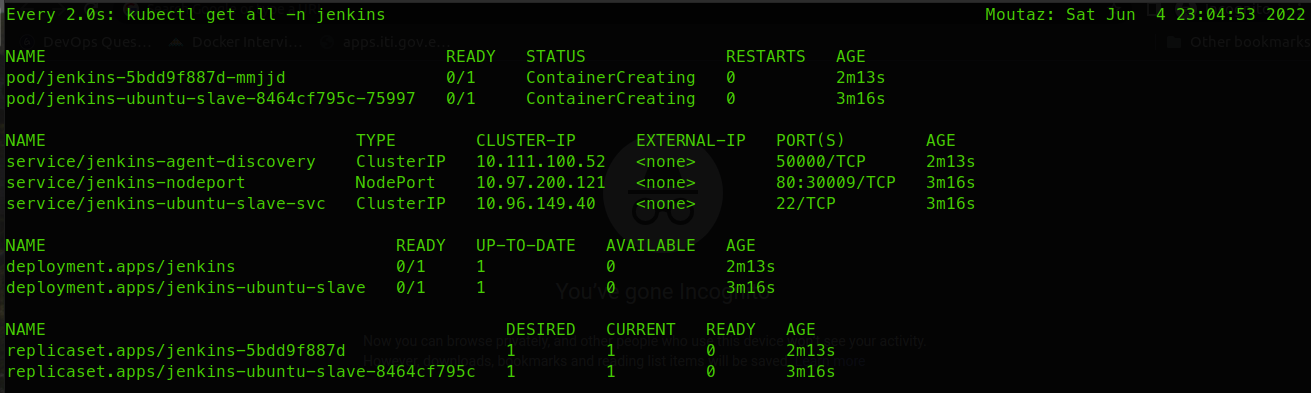 Every 2.0s: kubectl get all -n jenkins Moutaz: Sat Jun 4 23:04:53 2022
DevOps Ques... Docker Intervi... apps.iti.gov.e... Other bookmarks
NAME READY STATUS RESTARTS AGE
pod/jenkins-5bdd9f887d-mmjjd 0/1 ContainerCreating 0 2m13s
pod/jenkins-ubuntu-slave-8464cf795c-75997 0/1 ContainerCreating 0 3m16s
NAME TYPE CLUSTER-IP EXTERNAL-IP PORT(S) AGE
service/jenkins-agent-discovery ClusterIP 10.111.100.52 <none> 50000/TCP 2m13s
service/jenkins-nodeport NodePort 10.97.200.121 <none> 80:30009/TCP 3m16s
service/jenkins-ubuntu-slave-svc ClusterIP 10.96.149.40 <none> 22/TCP 3m16s
NAME READY UP-TO-DATE AVAILABLE AGE
deployment.apps/jenkins 0/1 1 0 2m13s
deployment.apps/jenkins-ubuntu-slave 0/1 1 0 3m16s
You've gone Incognito
NAME DESIRED CURRENT READY AGE
Now you can browse privately, and other people who use this device won't see your activity.
replicaset.apps/jenkins-5bdd9f887d 1 1 0 2m13s
However, downloads, bookmarks and reading list items will be saved.
replicaset.apps/jenkins-ubuntu-slave-8464cf795c 1 1 0 3m16s